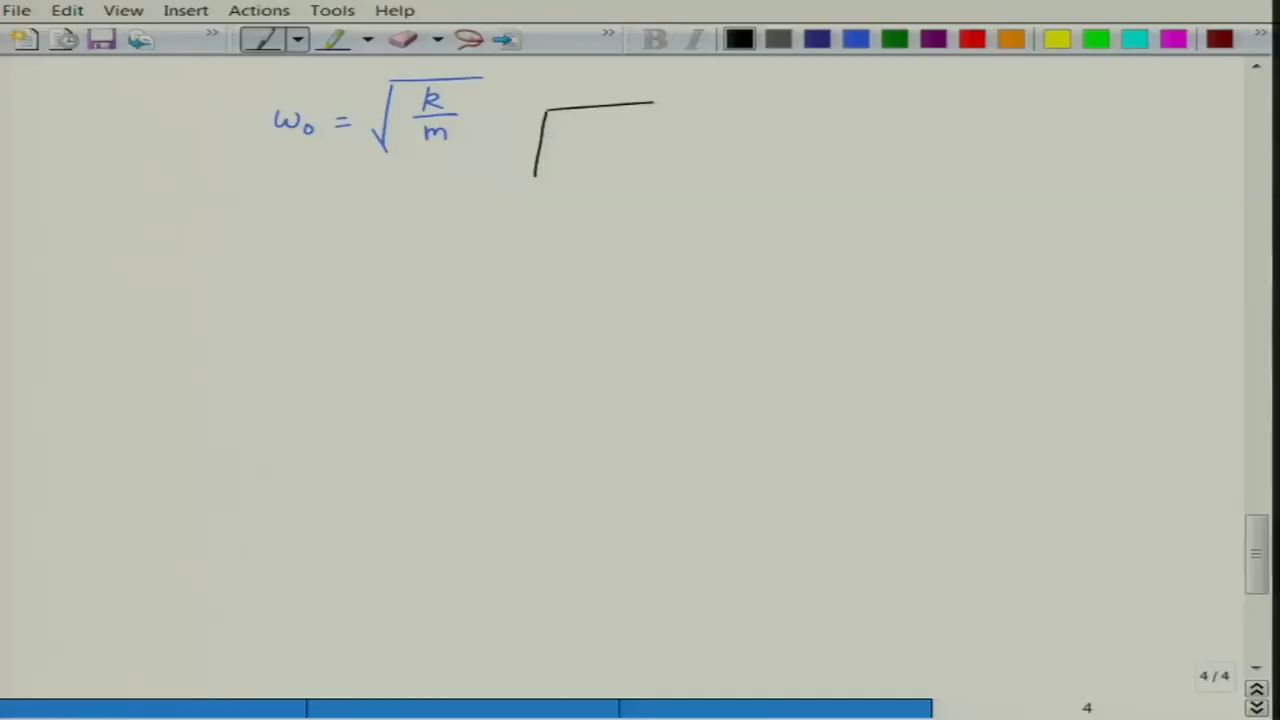 File Edit View Insert Actions Tools Help
B I
ω₀ = √(k/m)
4 / 4
4